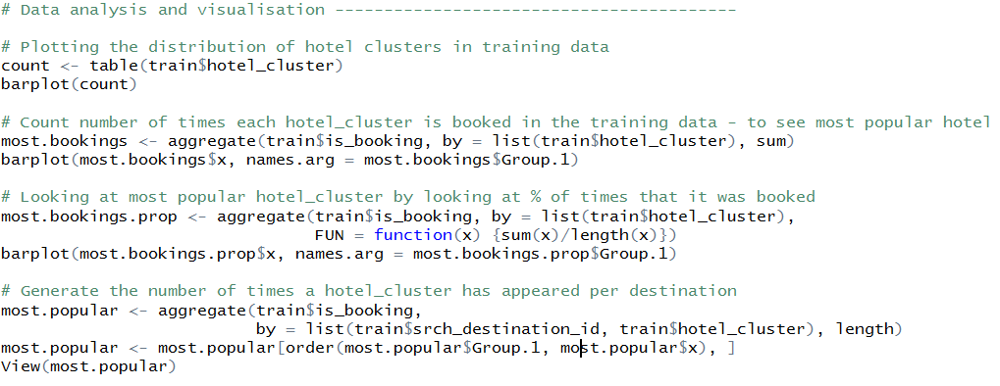 # Data analysis and visualisation -----------------------------------------
# Plotting the distribution of hotel clusters in training data
count <- table(train$hotel_cluster)
barplot(count)
# Count number of times each hotel_cluster is booked in the training data - to see most popular hotel
most.bookings <- aggregate(train$is_booking, by = list(train$hotel_cluster), sum)
barplot(most.bookings$x, names.arg = most.bookings$Group.1)
# Looking at most popular hotel_cluster by looking at % of times that it was booked
most.bookings.prop <- aggregate(train$is_booking, by = list(train$hotel_cluster),
FUN = function(x) {sum(x)/length(x)})
barplot(most.bookings.prop$x, names.arg = most.bookings.prop$Group.1)
# Generate the number of times a hotel_cluster has appeared per destination
most.popular <- aggregate(train$is_booking,
by = list(train$srch_destination_id, train$hotel_cluster), length)
most.popular <- most.popular[order(most.popular$Group.1, most.popular$x), ]
View(most.popular)